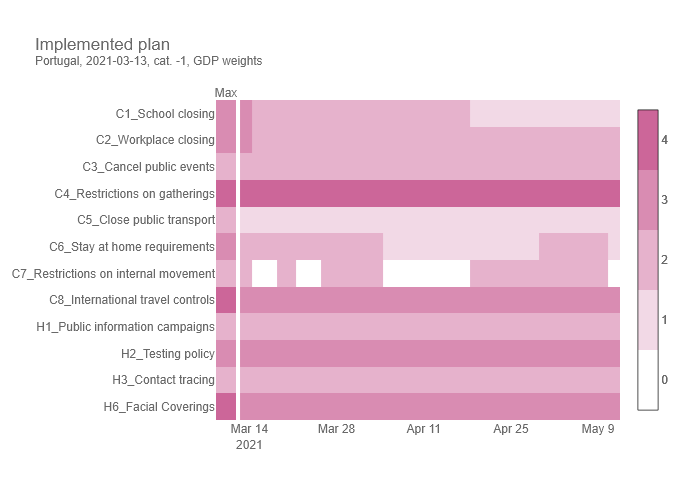 Implemented plan
Portugal, 2021-03-13, cat. -1, GDP weights
Max
C1_School closing
C2_Workplace closing
C3_Cancel public events
C4_Restrictions on gatherings
C5_Close public transport
C6_Stay at home requirements
C7_Restrictions on internal movement
C8_International travel controls
H1_Public information campaigns
H2_Testing policy
H3_Contact tracing
H6_Facial Coverings
Mar 14 Mar 28 Apr 11 Apr 25 May 9
2021
4
3
2
1
0